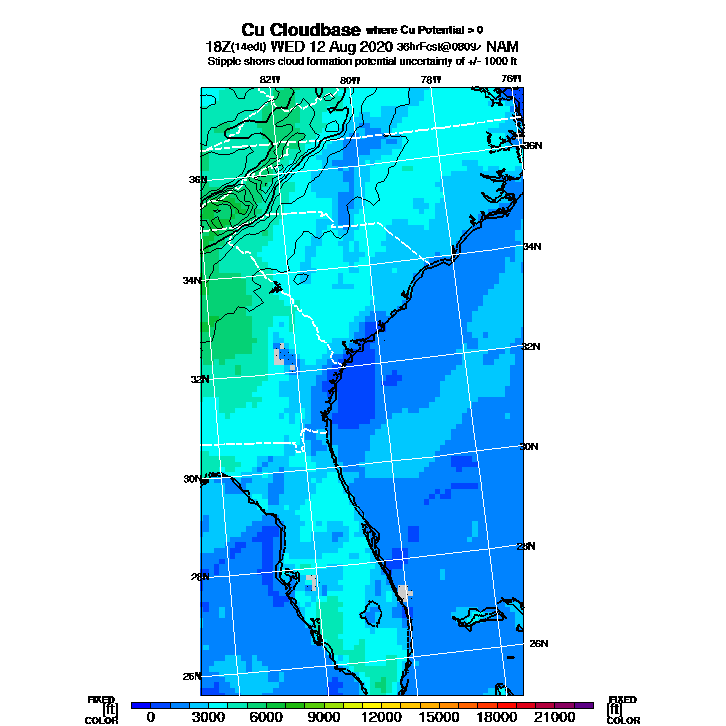 Cu Cloudbase where Cu Potential > 0
18Z(14edt) WED 12 Aug 2020 36hrFcst@0809z NAM
Stipple shows cloud formation potential uncertainty of +/- 1000 ft
82W 80W 78W 76W
36N
36N
34N
34N
32N
32N
30N
30N
28N
28N
26N
26N
FIXED FIXED
[ft] [ft]
COLOR COLOR
0 3000 6000 9000 12000 15000 18000 21000